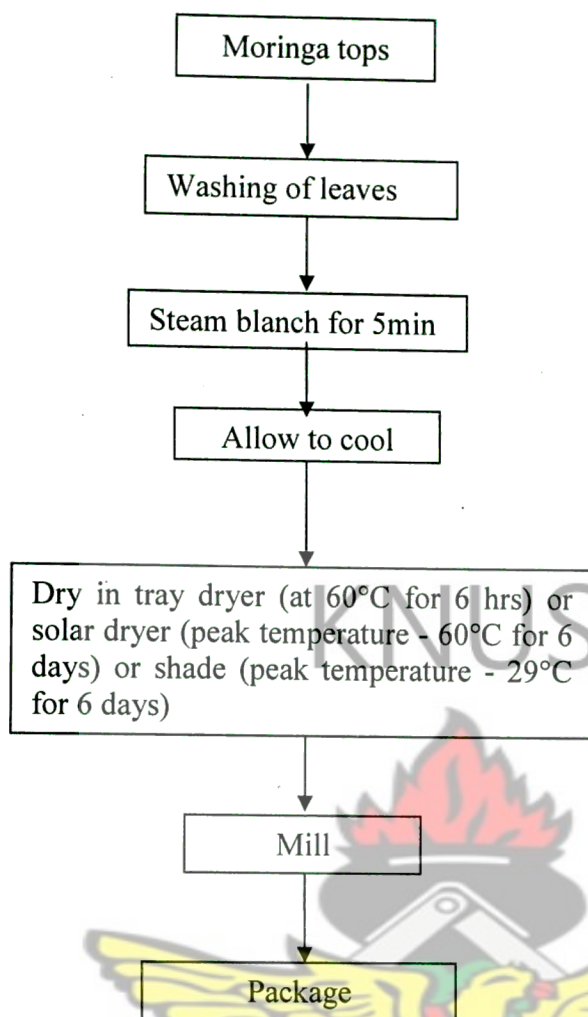 Moringa tops
Washing of leaves
Steam blanch for 5min
Allow to cool
KNUS
Dry in tray dryer (at 60°C for 6 hrs) or
solar dryer (peak temperature - 60°C for 6
days) or shade (peak temperature - 29°C
for 6 days)
Mill
Package